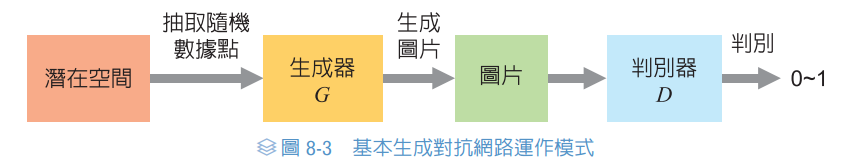 潛在空間
抽取隨機
數據點
生成器
G
生成
圖片
圖片
判別器
D
判別
0~1
圖 8-3 基本生成對抗網路運作模式